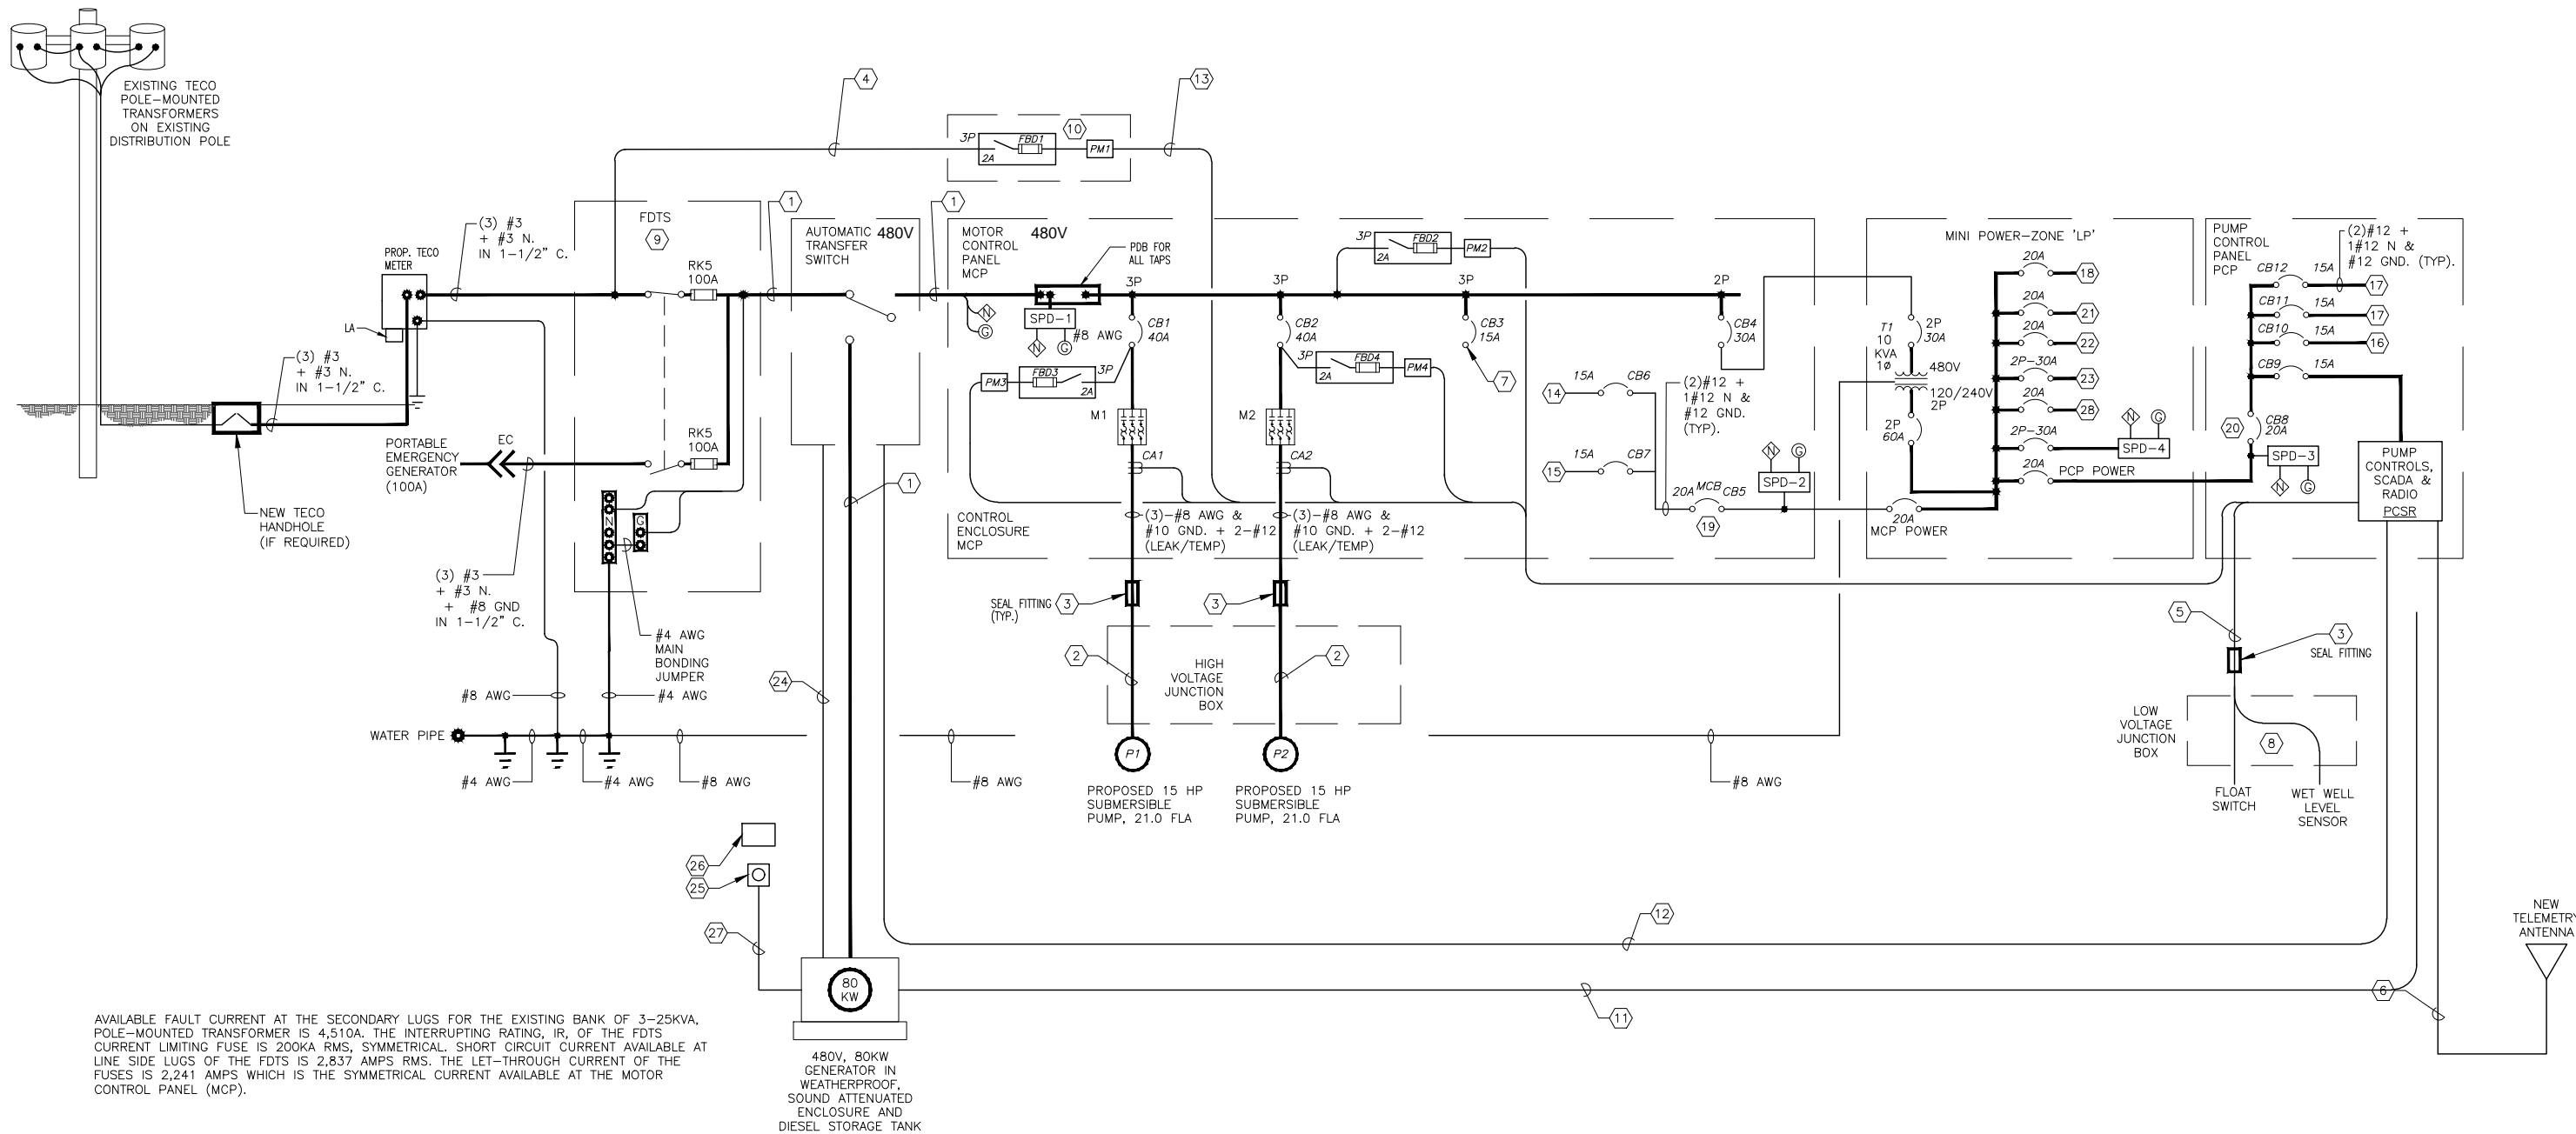 EXISTING TECO
POLE-MOUNTED
TRANSFORMERS
ON EXISTING
DISTRIBUTION POLE
PROP. TECO
METER
LA
(3) #3
+ #3 N.
IN 1-1/2" C.
(3) #3
+ #3 N.
IN 1-1/2" C.
NEW TECO
HANDHOLE
(IF REQUIRED)
PORTABLE
EMERGENCY
GENERATOR
(100A)
EC
(3) #3
+ #3 N.
+ #8 GND
IN 1-1/2" C.
FDTS
9
RK5
100A
RK5
100A
N
G
#4 AWG
MAIN
BONDING
JUMPER
#8 AWG
#4 AWG
WATER PIPE
#4 AWG
#4 AWG
#8 AWG
4
13
3P
FBD1
2A
10
PM1
1
1
AUTOMATIC
TRANSFER
SWITCH
480V
1
24
MOTOR
CONTROL
PANEL
MCP
480V
PDB FOR
ALL TAPS
N
G
SPD-1
N
G
#8 AWG
3P
CB1
40A
3P
CB2
40A
3P
CB3
15A
7
2P
CB4
30A
3P
FBD2
2A
PM2
PM3
FBD3
3P
2A
3P
FBD4
2A
PM4
M1
M2
CA1
CA2
(3)-#8 AWG &
#10 GND. + 2-#12
(LEAK/TEMP)
(3)-#8 AWG &
#10 GND. + 2-#12
(LEAK/TEMP)
CONTROL
ENCLOSURE
MCP
14
15A
CB6
15
15A
CB7
(2)#12 +
1#12 N &
#12 GND.
(TYP).
20A
MCB
CB5
19
N
G
SPD-2
SEAL FITTING
(TYP.)
3
3
2
2
HIGH
VOLTAGE
JUNCTION
BOX
P1
P2
PROPOSED 15 HP
SUBMERSIBLE
PUMP, 21.0 FLA
PROPOSED 15 HP
SUBMERSIBLE
PUMP, 21.0 FLA
#8 AWG
#8 AWG
MINI POWER-ZONE 'LP'
T1
10
KVA
1ø
2P
30A
480V
120/240V
2P
2P
60A
20A
MCP POWER
20A
18
20A
21
20A
22
2P-30A
23
20A
28
2P-30A
N
G
SPD-4
20A
PCP POWER
PUMP
CONTROL
PANEL
PCP
(2)#12 +
1#12 N &
#12 GND. (TYP).
CB12
15A
17
CB11
15A
17
CB10
15A
16
CB9
15A
20
CB8
20A
SPD-3
N
G
PUMP
CONTROLS,
SCADA &
RADIO
PCSR
5
3
SEAL FITTING
LOW
VOLTAGE
JUNCTION
BOX
8
FLOAT
SWITCH
WET WELL
LEVEL
SENSOR
26
25
27
12
11
6
NEW
TELEMETRY
ANTENNA
80
KW
480V, 80KW
GENERATOR IN
WEATHERPROOF,
SOUND ATTENUATED
ENCLOSURE AND
DIESEL STORAGE TANK
AVAILABLE FAULT CURRENT AT THE SECONDARY LUGS FOR THE EXISTING BANK OF 3-25KVA,
POLE-MOUNTED TRANSFORMER IS 4,510A. THE INTERRUPTING RATING, IR, OF THE FDTS
CURRENT LIMITING FUSE IS 200KA RMS, SYMMETRICAL. SHORT CIRCUIT CURRENT AVAILABLE AT
LINE SIDE LUGS OF THE FDTS IS 2,837 AMPS RMS. THE LET-THROUGH CURRENT OF THE
FUSES IS 2,241 AMPS WHICH IS THE SYMMETRICAL CURRENT AVAILABLE AT THE MOTOR
CONTROL PANEL (MCP).